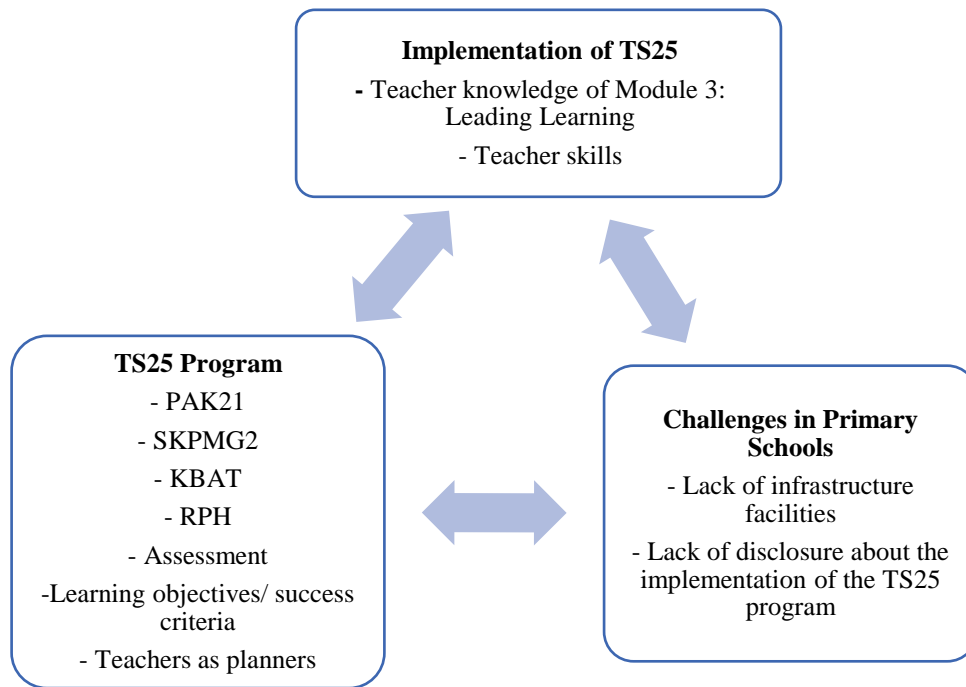 Implementation of TS25
- Teacher knowledge of Module 3:
Leading Learning
- Teacher skills
TS25 Program
- PAK21
- SKPMG2
- KBAT
- RPH
- Assessment
-Learning objectives/ success
criteria
- Teachers as planners
Challenges in Primary
Schools
- Lack of infrastructure
facilities
- Lack of disclosure about the
implementation of the TS25
program